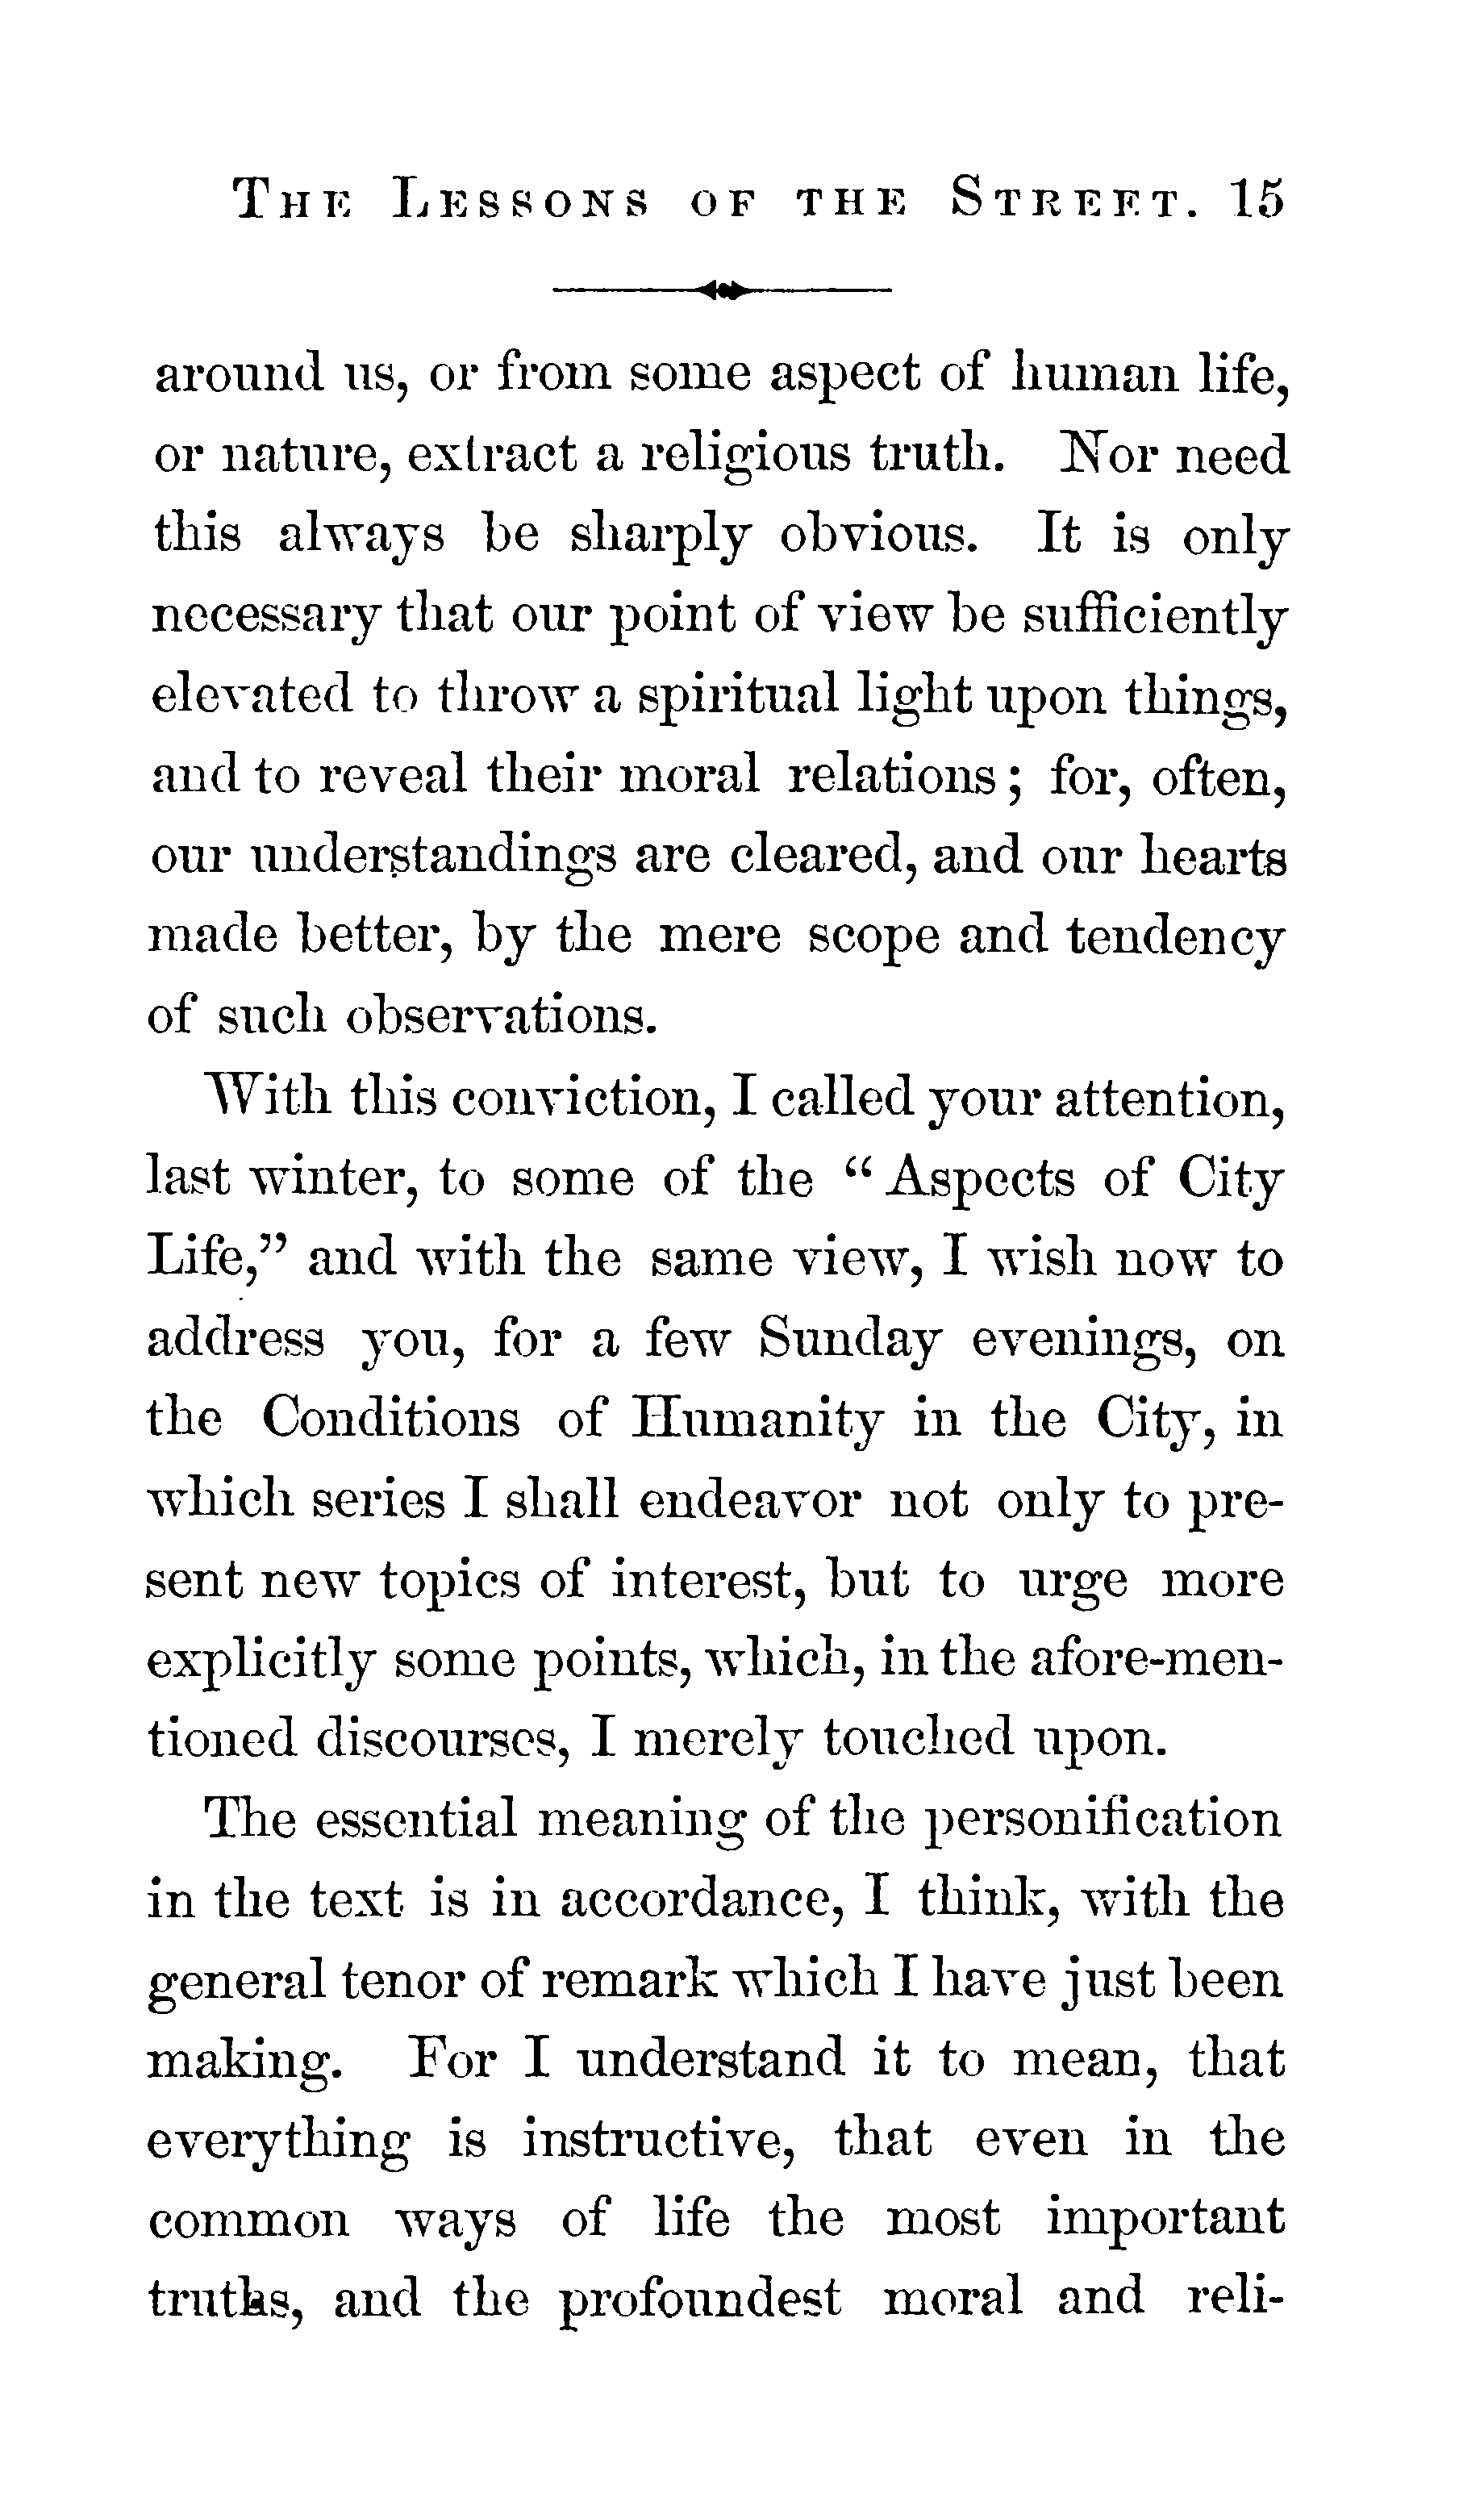 The Lessons of the Street. 15
around us, or from some aspect of human life,
or nature, extract a religious truth. Nor need
this always be sharply obvious. It is only
necessary that our point of view be sufficiently
elevated to throw a spiritual light upon things,
and to reveal their moral relations; for, often,
our understandings are cleared, and our hearts
made better, by the mere scope and tendency
of such observations.
With this conviction, I called your attention,
last winter, to some of the “Aspects of City
Life,” and with the same view, I wish now to
address you, for a few Sunday evenings, on
the Conditions of Humanity in the City, in
which series I shall endeavor not only to pre-
sent new topics of interest, but to urge more
explicitly some points, which, in the afore-men-
tioned discourses, I merely touched upon.
The essential meaning of the personification
in the text is in accordance, I think, with the
general tenor of remark which I have just been
making. For I understand it to mean, that
everything is instructive, that even in the
common ways of life the most important
truths, and the profoundest moral and reli-